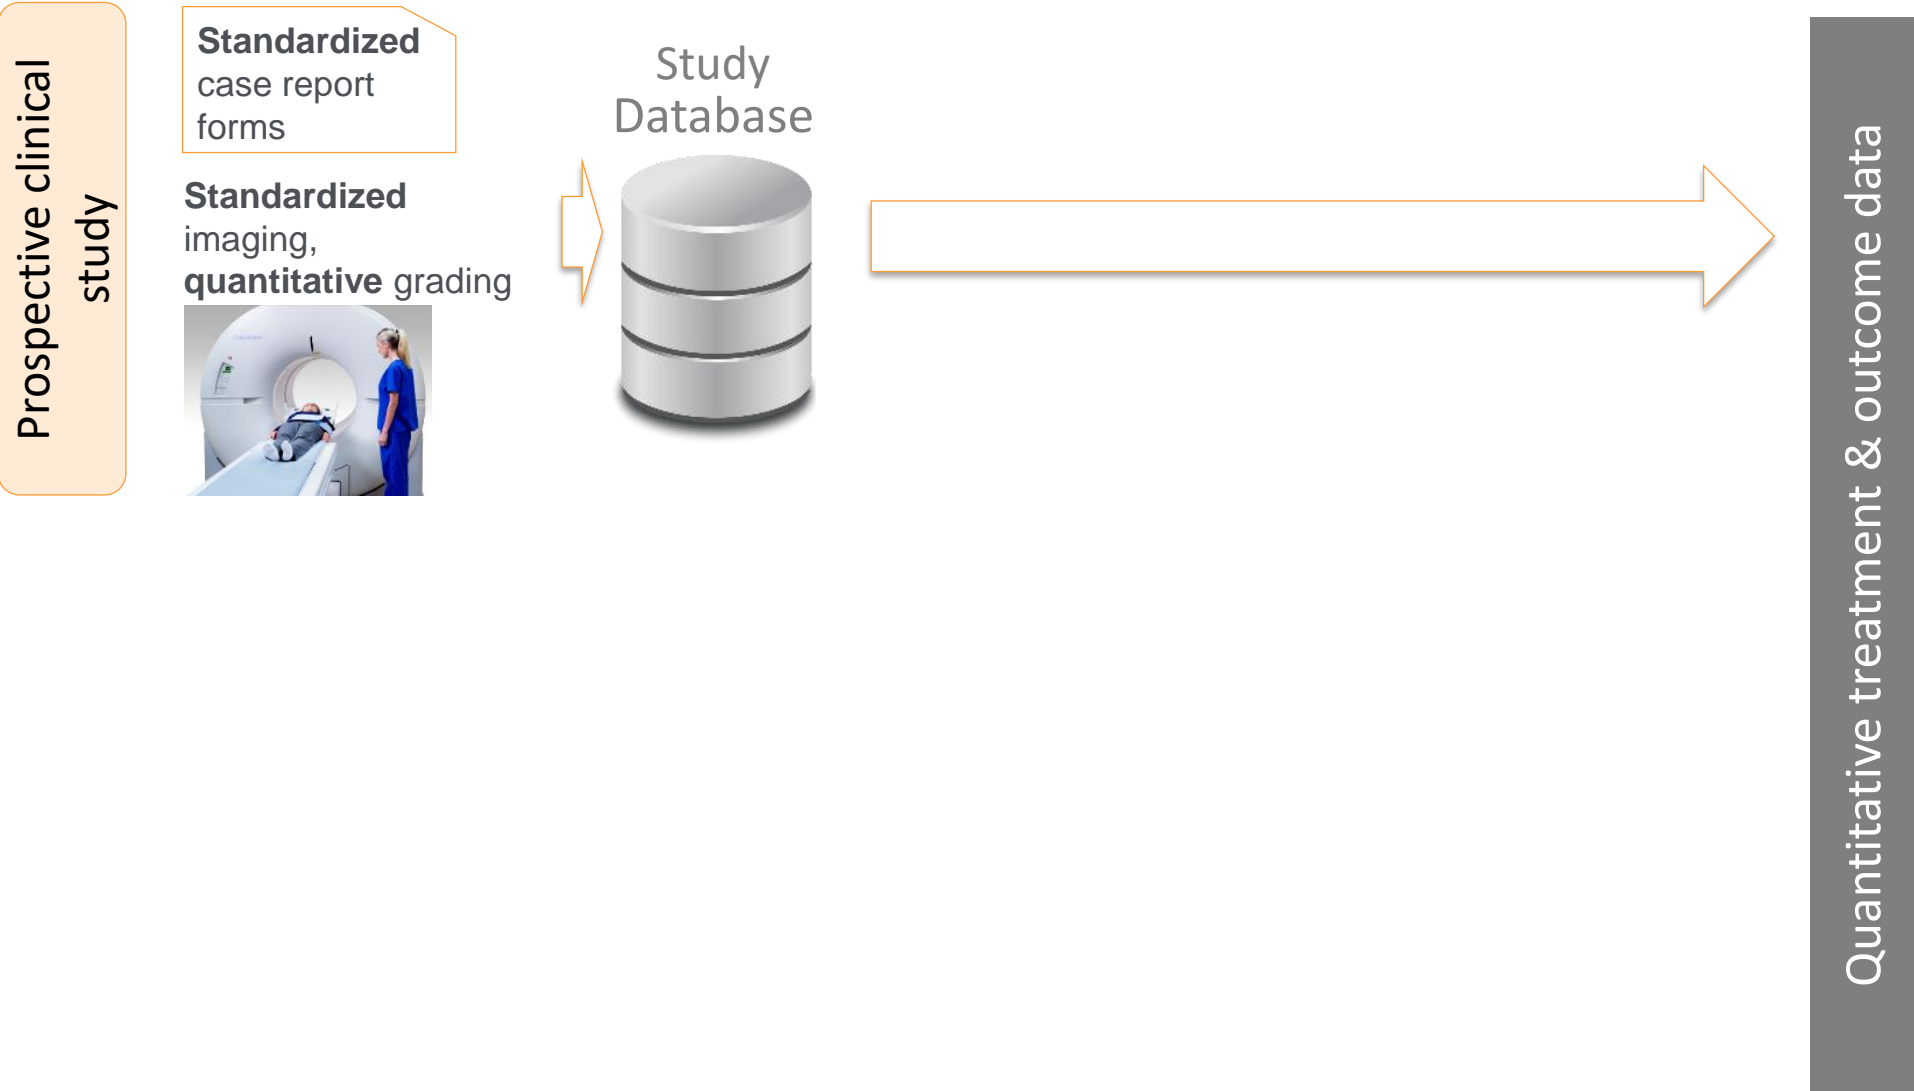 Prospective clinical
study
Standardized
case report
forms
Standardized
imaging,
quantitative grading
Study
Database
Quantitative treatment & outcome data